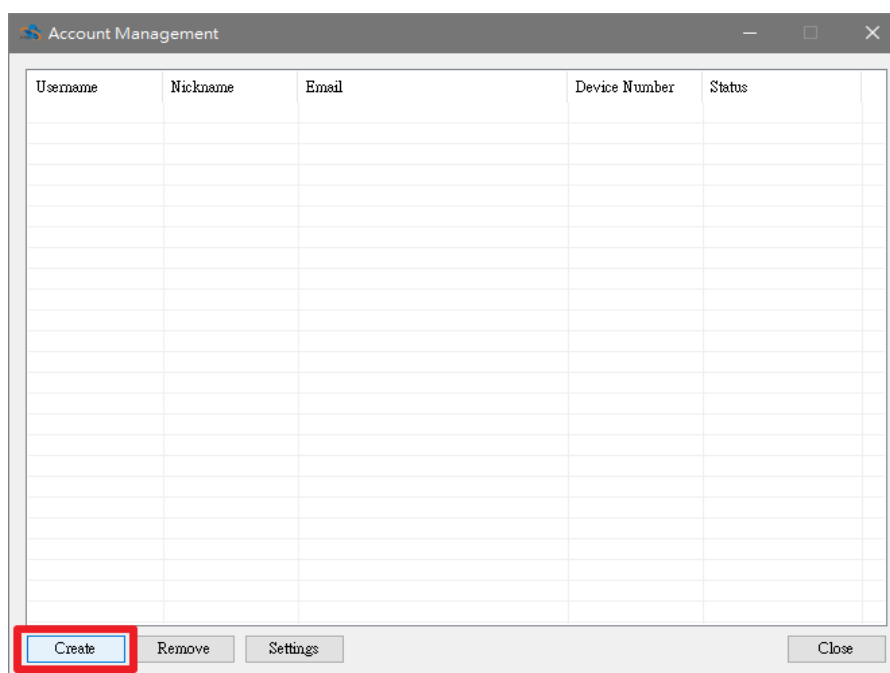 Account Management
Username Nickname Email Device Number Status
Create Remove Settings Close